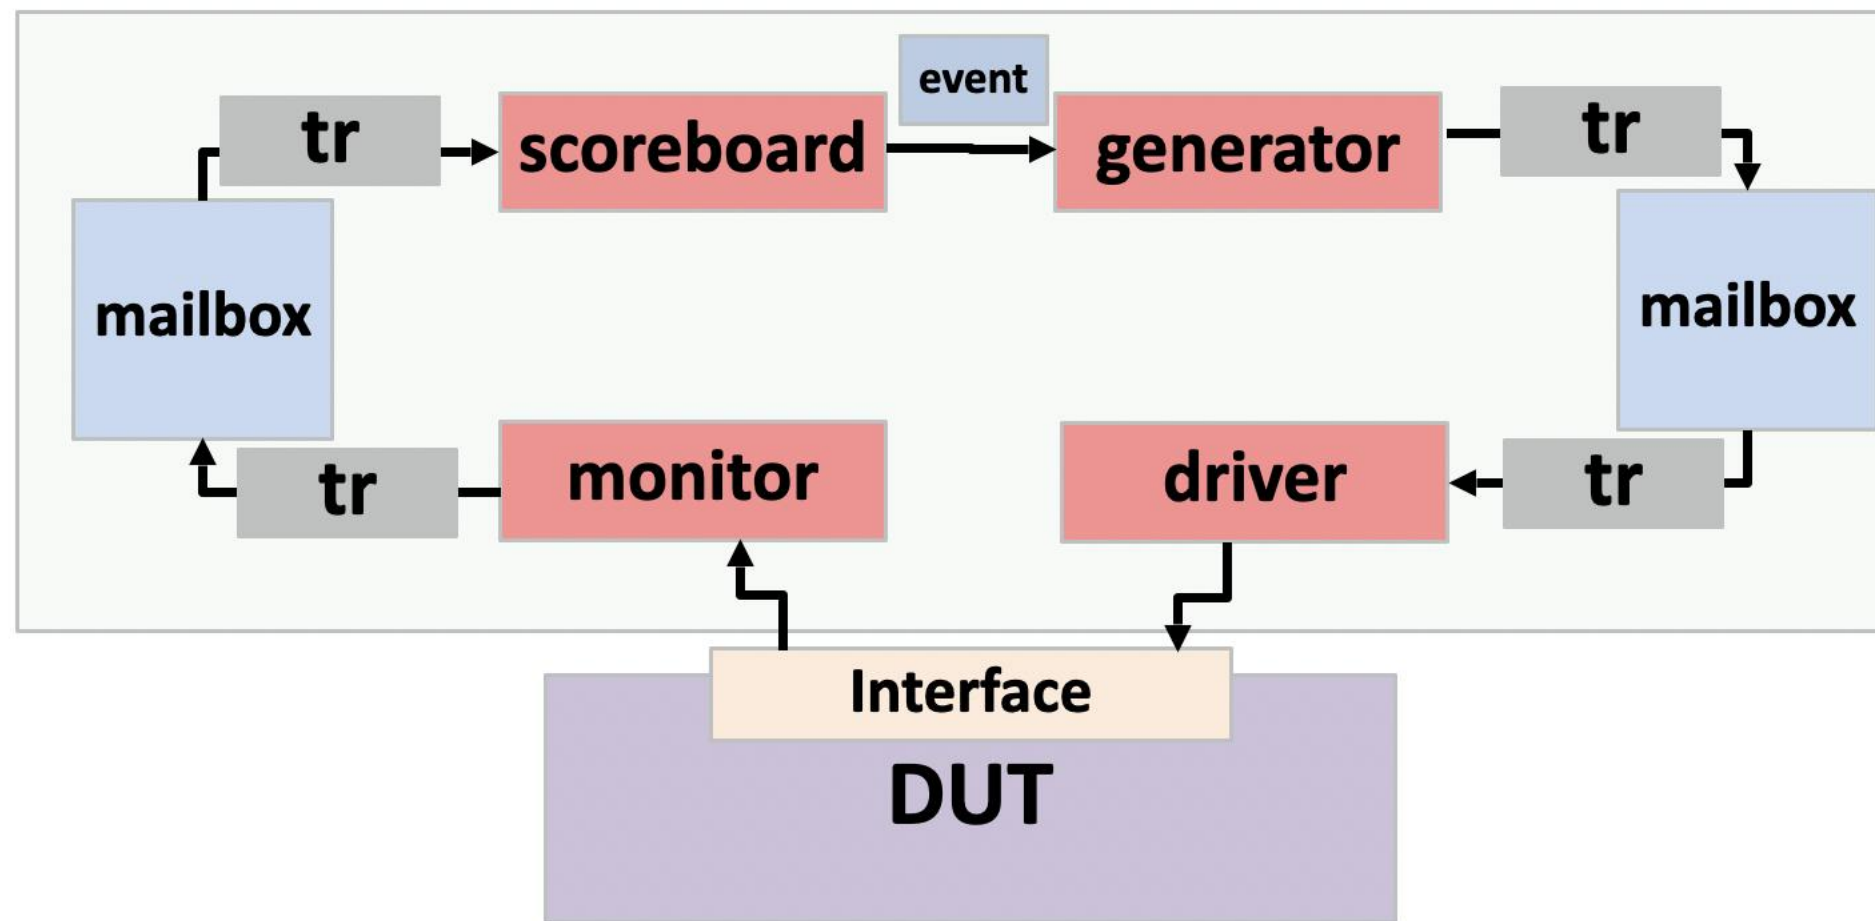 event
tr
scoreboard
generator
tr
mailbox
mailbox
tr
monitor
driver
tr
Interface
DUT